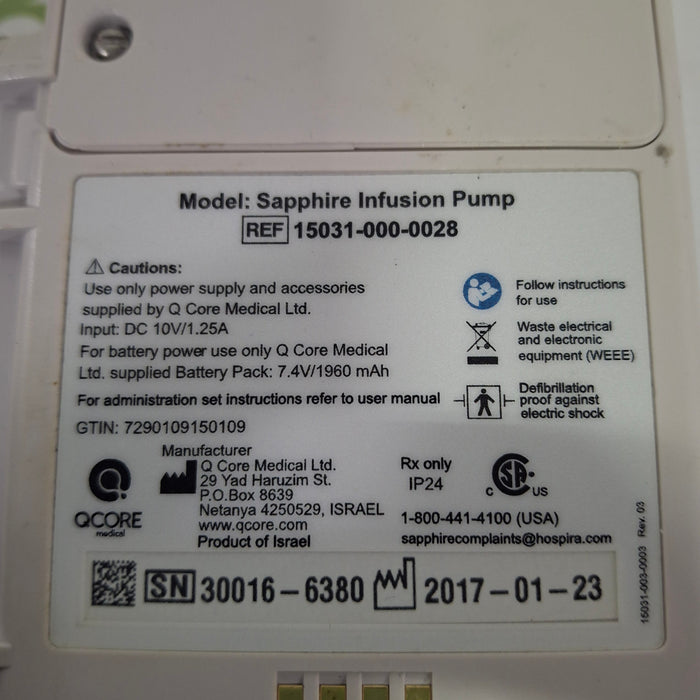 Model: Sapphire Infusion Pump
REF 15031-000-0028
Cautions:
Use only power supply and accessories
supplied by Q Core Medical Ltd.
Input: DC 10V/1.25A
For battery power use only Q Core Medical
Ltd. supplied Battery Pack: 7.4V/1960 mAh
For administration set instructions refer to user manual
GTIN: 7290109150109
Follow instructions
for use
Waste electrical
and electronic
equipment (WEEE)
Defibrillation
proof against
electric shock
QCORE
medical
Manufacturer
Q Core Medical Ltd.
29 Yad Haruzim St.
P.O.Box 8639
Netanya 4250529, ISRAEL
www.qcore.com
Product of Israel
Rx only
IP24
C SA US
1-800-441-4100 (USA)
sapphirecomplaints@hospira.com
SN 30016-6380 2017-01-23
15031-003-0003 Rev. 03